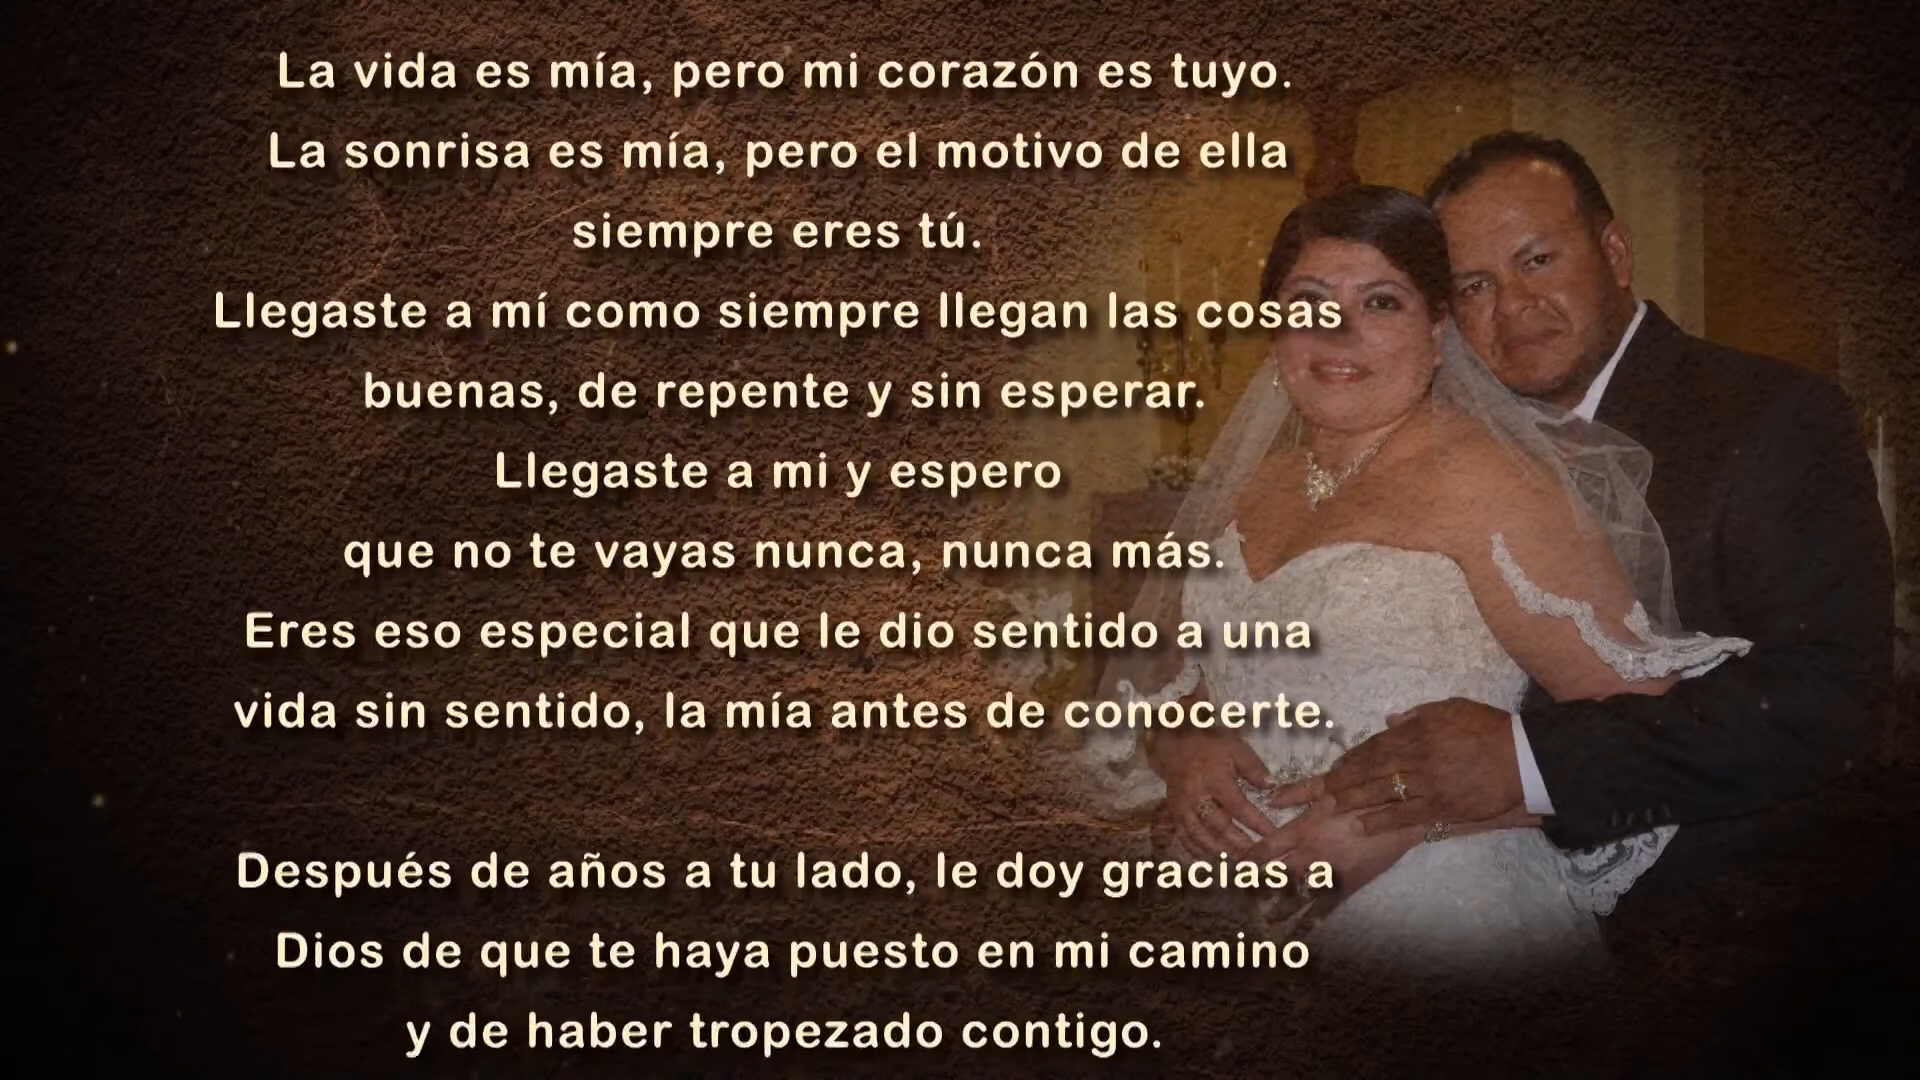 La vida es mía, pero mi corazón es tuyo.
La sonrisa es mía, pero el motivo de ella
siempre eres tú.
Llegaste a mí como siempre llegan las cosas
buenas, de repente y sin esperar.
Llegaste a mi y espero
que no te vayas nunca, nunca más.
Eres eso especial que le dio sentido a una
vida sin sentido, la mía antes de conocerte.
Después de años a tu lado, le doy gracias a
Dios de que te haya puesto en mi camino
y de haber tropezado contigo.